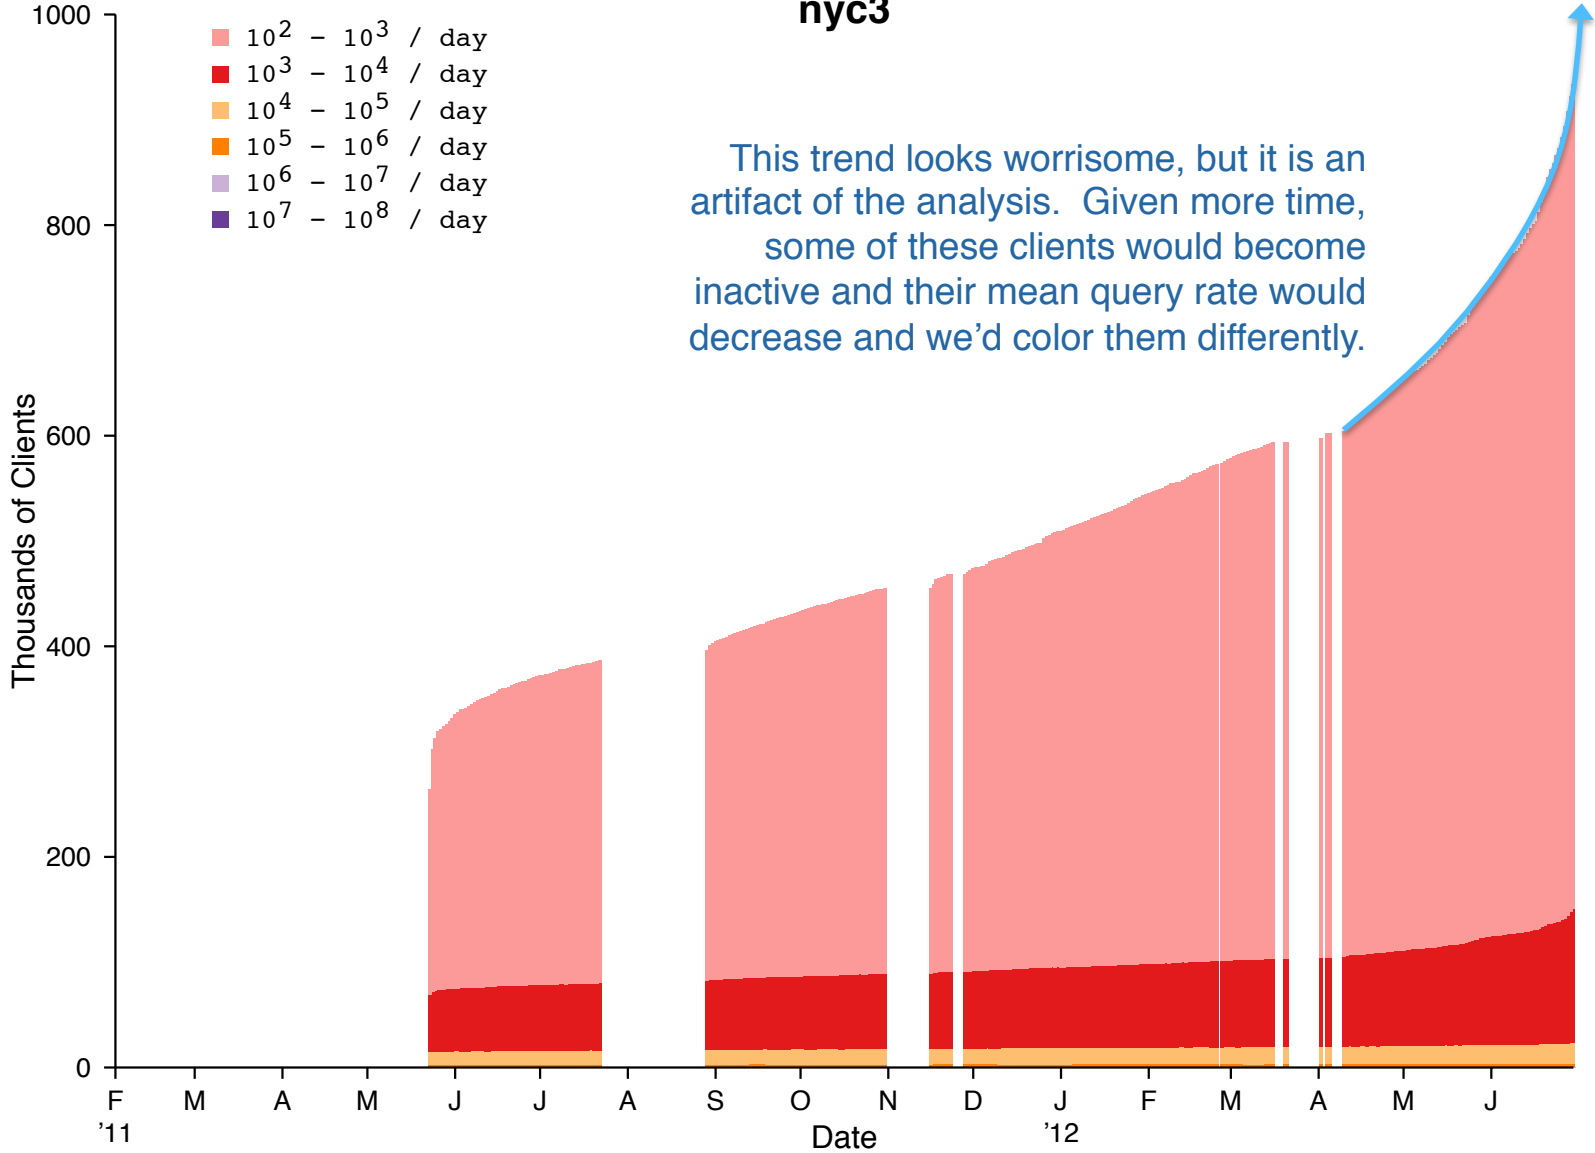 nyc3
10² − 10³ / day
10³ − 10⁴ / day
10⁴ − 10⁵ / day
10⁵ − 10⁶ / day
10⁶ − 10⁷ / day
10⁷ − 10⁸ / day
This trend looks worrisome, but it is an
artifact of the analysis.  Given more time,
some of these clients would become
inactive and their mean query rate would
decrease and we’d color them differently.
Thousands of Clients
1000
800
600
400
200
0
F M A M J J A S O N D J F M A M J
’11 ’12
Date